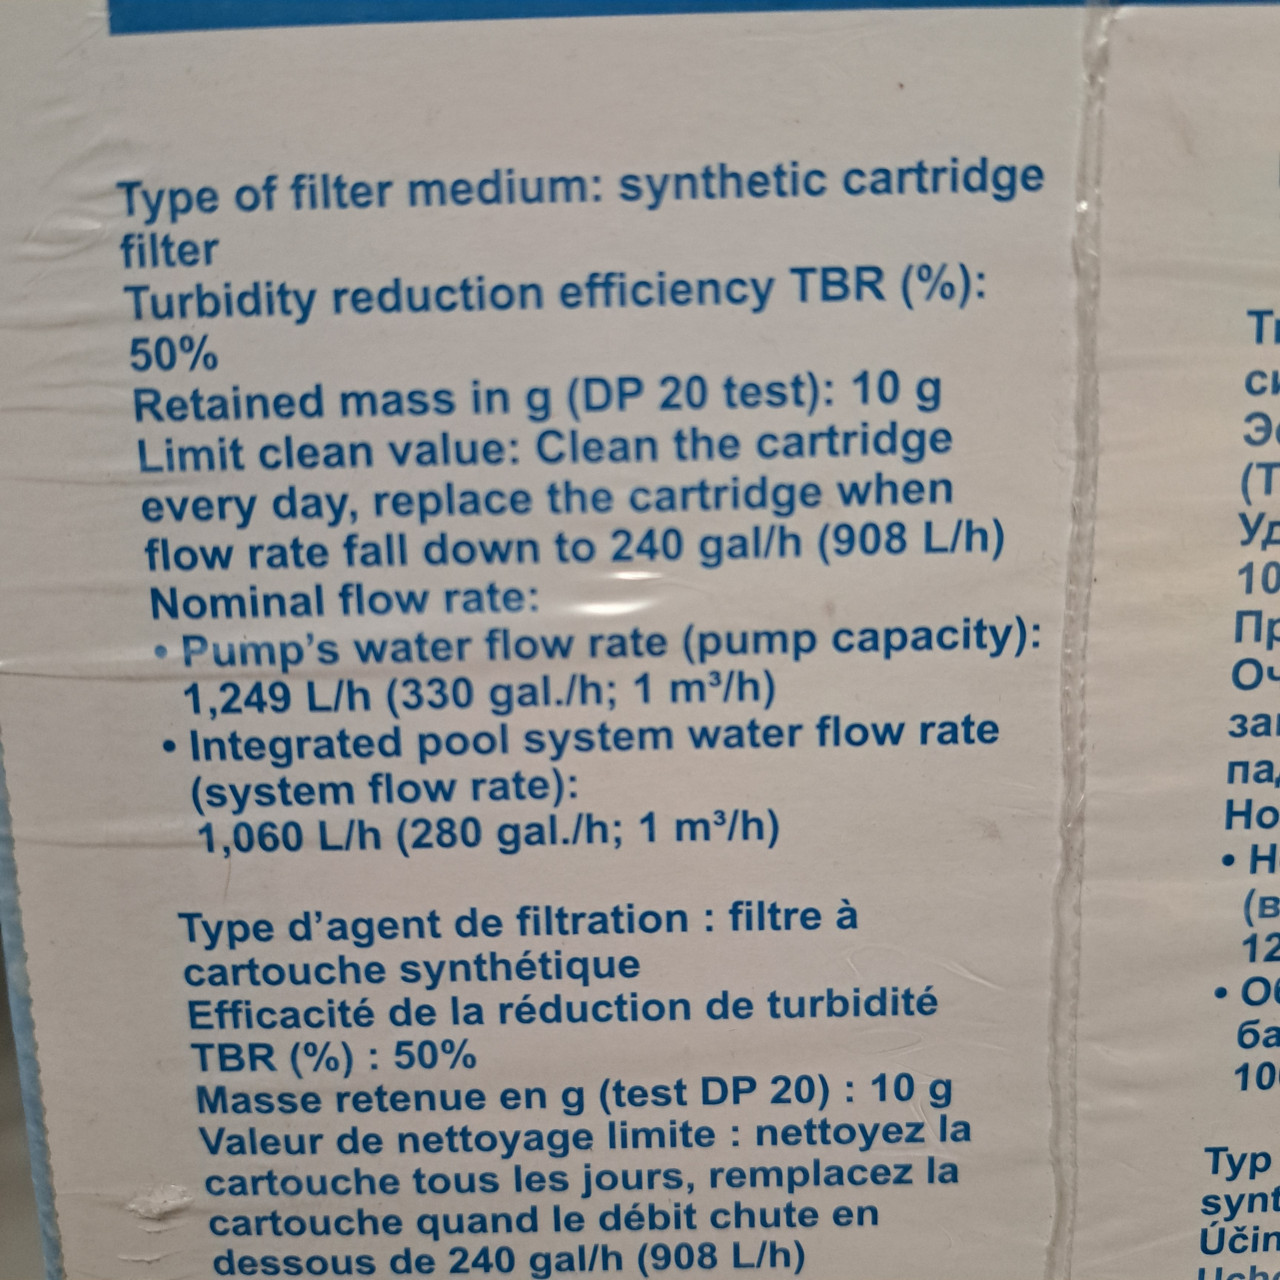 Type of filter medium: synthetic cartridge
filter
Turbidity reduction efficiency TBR (%):
50%
Retained mass in g (DP 20 test): 10 g
Limit clean value: Clean the cartridge
every day, replace the cartridge when
flow rate fall down to 240 gal/h (908 L/h)
Nominal flow rate:
• Pump's water flow rate (pump capacity):
1,249 L/h (330 gal./h; 1 m³/h)
• Integrated pool system water flow rate
(system flow rate):
1,060 L/h (280 gal./h; 1 m³/h)
Type d'agent de filtration : filtre à
cartouche synthétique
Efficacité de la réduction de turbidité
TBR (%) : 50%
Masse retenue en g (test DP 20) : 10 g
Valeur de nettoyage limite : nettoyez la
cartouche tous les jours, remplacez la
cartouche quand le débit chute en
dessous de 240 gal/h (908 L/h)
Typ